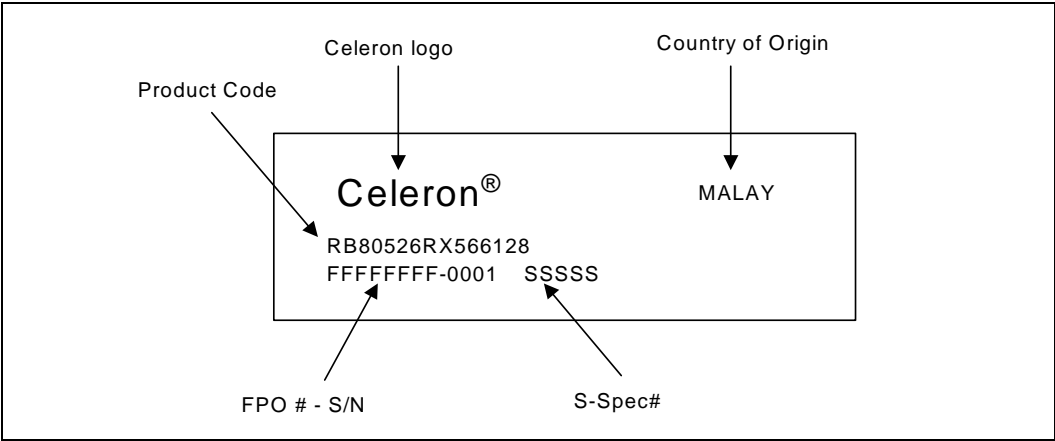 Celeron logo
Country of Origin
Product Code
Celeron®
MALAY
RB80526RX566128
FFFFFFFF-0001 SSSSS
FPO # - S/N
S-Spec#